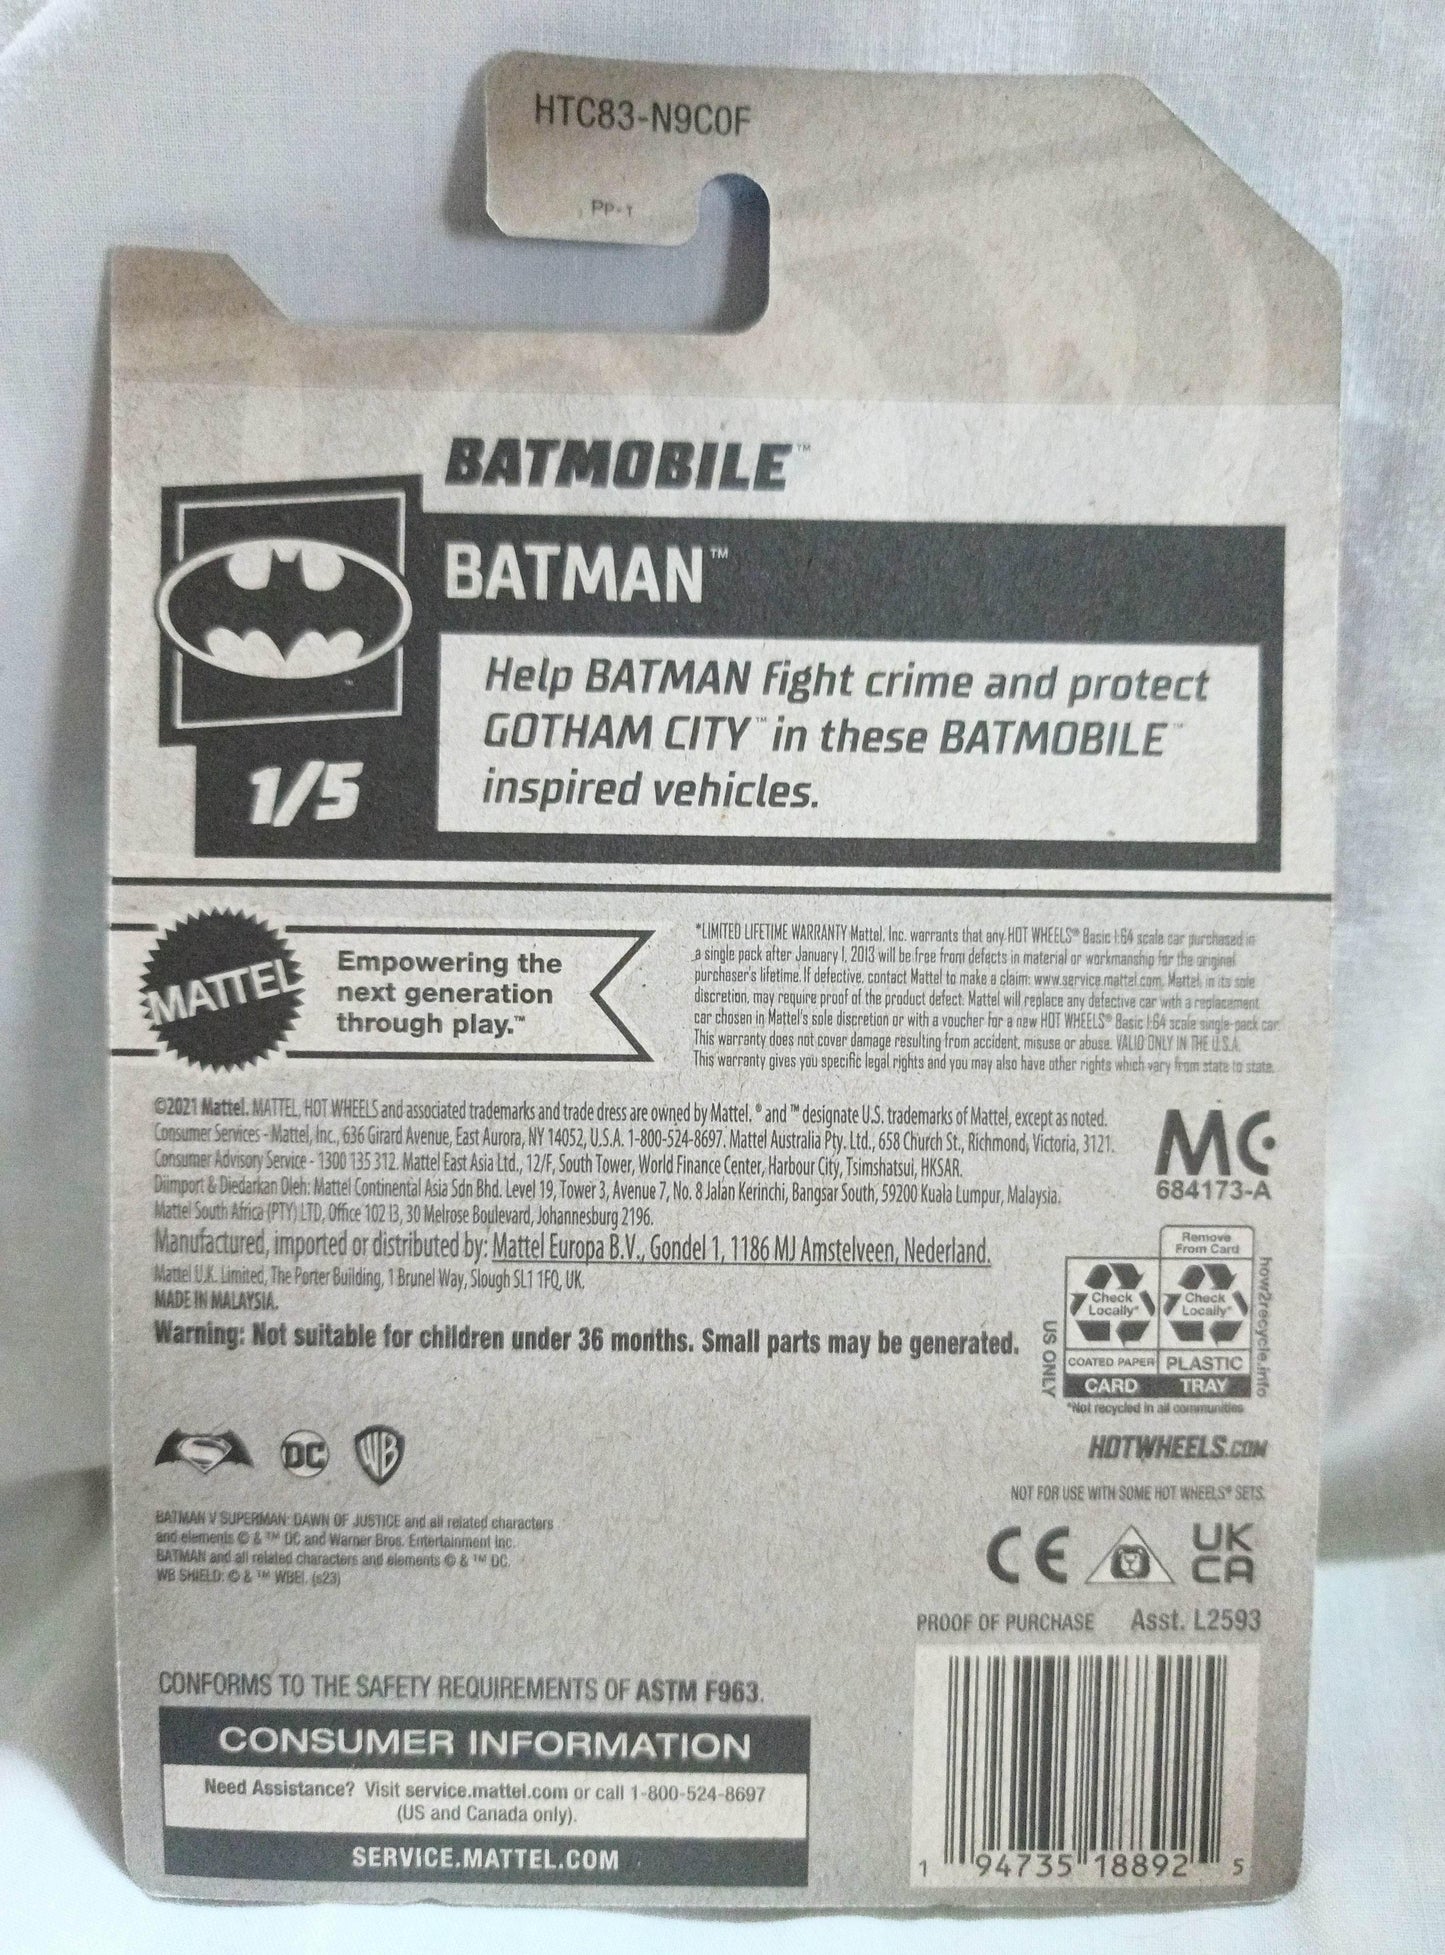 HTC83-N9C0F
PP-Y
BATMOBILE™
BATMAN™
Help BATMAN fight crime and protect
GOTHAM CITY™ in these BATMOBILE™
inspired vehicles.
1/5
MATTEL
Empowering the
next generation
through play.™
*LIMITED LIFETIME WARRANTY Mattel, Inc. warrants that any HOT WHEELS® Basic 1:64 scale car purchased in
a single pack after January 1, 2013 will be free from defects in material or workmanship for the original
purchaser's lifetime. If defective, contact Mattel to make a claim: www.service.mattel.com. Mattel, in its sole
discretion, may require proof of the product defect. Mattel will replace any defective car with a replacement
car chosen in Mattel's sole discretion or with a voucher for a new HOT WHEELS® Basic 1:64 scale single-pack car.
This warranty does not cover damage resulting from accident, misuse or abuse. VALID ONLY IN THE U.S.A.
This warranty gives you specific legal rights and you may also have other rights which vary from state to state.
©2021 Mattel. MATTEL, HOT WHEELS and associated trademarks and trade dress are owned by Mattel. ® and ™ designate U.S. trademarks of Mattel, except as noted.
Consumer Services - Mattel, Inc., 636 Girard Avenue, East Aurora, NY 14052, U.S.A. 1-800-524-8697. Mattel Australia Pty. Ltd., 658 Church St., Richmond, Victoria, 3121.
Consumer Advisory Service - 1300 135 312. Mattel East Asia Ltd., 12/F, South Tower, World Finance Center, Harbour City, Tsimshatsui, HKSAR.
Diimport & Diedarkan Oleh: Mattel Continental Asia Sdn Bhd. Level 19, Tower 3, Avenue 7, No. 8 Jalan Kerinchi, Bangsar South, 59200 Kuala Lumpur, Malaysia.
Mattel South Africa (PTY) LTD, Office 102 I3, 30 Melrose Boulevard, Johannesburg 2196.
Manufactured, imported or distributed by: Mattel Europa B.V., Gondel 1, 1186 MJ Amstelveen, Nederland.
Mattel U.K. Limited, The Porter Building, 1 Brunel Way, Slough SL1 1FQ, UK.
MADE IN MALAYSIA.
Warning: Not suitable for children under 36 months. Small parts may be generated.
MC
684173-A
Remove
From Card
Check
Locally*
Check
Locally*
COATED PAPER
PLASTIC
CARD
TRAY
US ONLY
how2recycle.info
*Not recycled in all communities
DC
WB
HOTWHEELS.COM
NOT FOR USE WITH SOME HOT WHEELS® SETS.
BATMAN V SUPERMAN: DAWN OF JUSTICE and all related characters
and elements © & ™ DC and Warner Bros. Entertainment Inc.
BATMAN and all related characters and elements © & ™ DC.
WB SHIELD: © & ™ WBEI. (s23)
CE
UK
CA
PROOF OF PURCHASE Asst. L2593
CONFORMS TO THE SAFETY REQUIREMENTS OF ASTM F963.
CONSUMER INFORMATION
Need Assistance? Visit service.mattel.com or call 1-800-524-8697
(US and Canada only).
SERVICE.MATTEL.COM
1 94735 18892 5